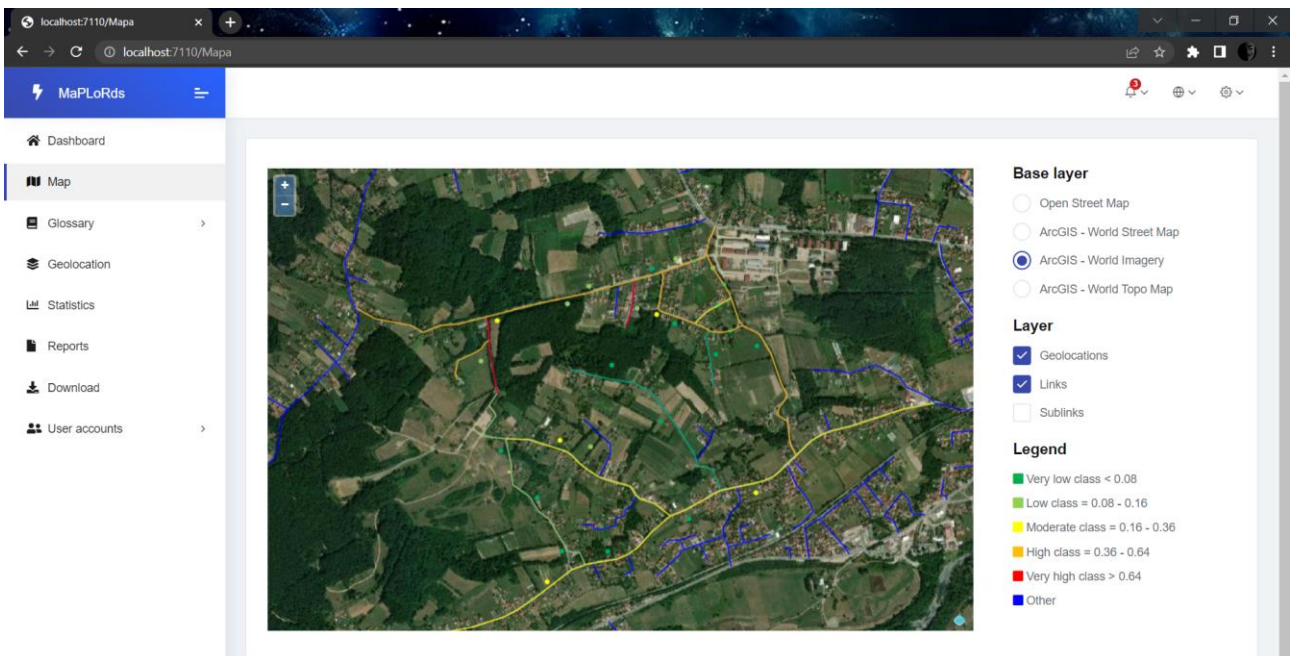 localhost:7110/Mapa
localhost:7110/Mapa
MaPLoRds
3
Dashboard
Map
Glossary
Geolocation
Statistics
Reports
Download
User accounts
+
−
Base layer
Open Street Map
ArcGIS - World Street Map
ArcGIS - World Imagery
ArcGIS - World Topo Map
Layer
Geolocations
Links
Sublinks
Legend
Very low class < 0.08
Low class = 0.08 - 0.16
Moderate class = 0.16 - 0.36
High class = 0.36 - 0.64
Very high class > 0.64
Other